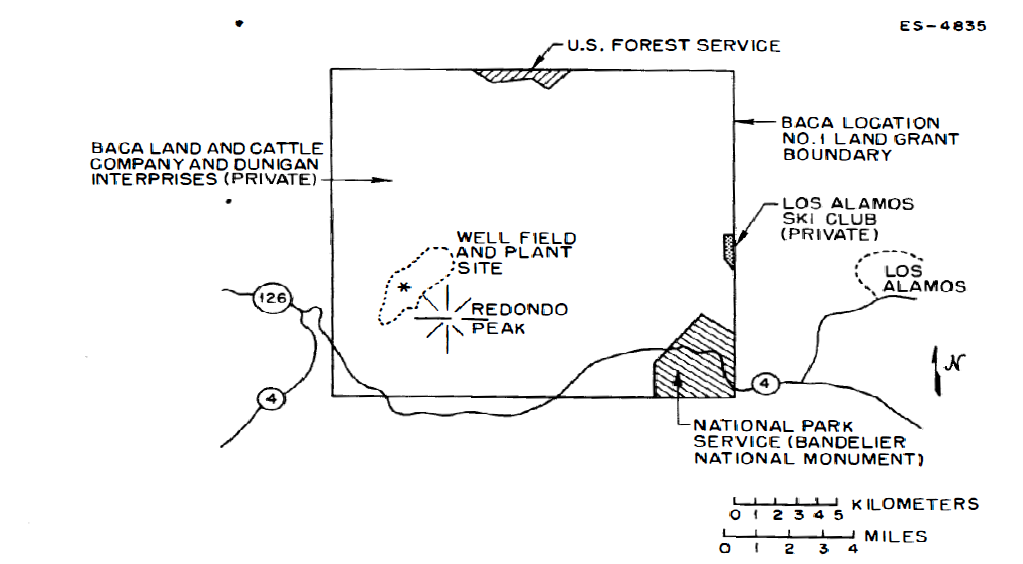 ES-4835
U.S. FOREST SERVICE
BACA LOCATION
NO. 1 LAND GRANT
BOUNDARY
BACA LAND AND CATTLE
COMPANY AND DUNIGAN
INTERPRISES (PRIVATE)
LOS ALAMOS
SKI CLUB
(PRIVATE)
WELL FIELD
AND PLANT
SITE
*
LOS
ALAMOS
126
REDONDO
PEAK
N
4
4
NATIONAL PARK
SERVICE (BANDELIER
NATIONAL MONUMENT)
KILOMETERS
0 1 2 3 4 5
MILES
0 1 2 3 4